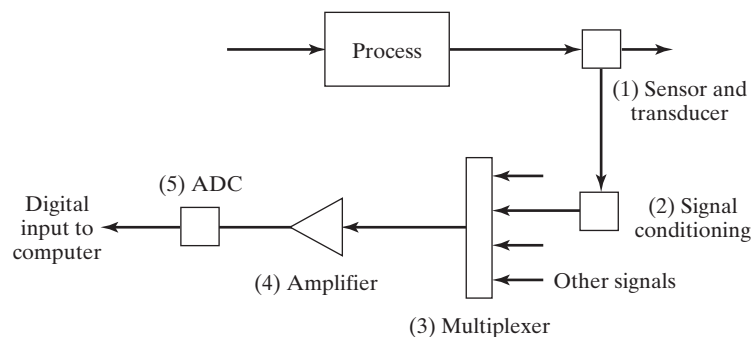 Process
(1) Sensor and
transducer
(5) ADC
Digital
input to
computer
(2) Signal
conditioning
(4) Amplifier
Other signals
(3) Multiplexer